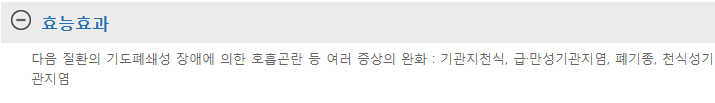 효능효과
다음 질환의 기도폐쇄성 장애에 의한 호흡곤란 등 여러 증상의 완화 : 기관지천식, 급·만성기관지염, 폐기종, 천식성기
관지염